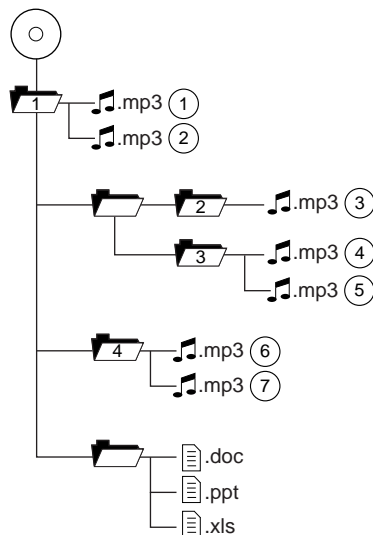 1 .mp3 1
.mp3 2
2 .mp3 3
3 .mp3 4
.mp3 5
4 .mp3 6
.mp3 7
.doc
.ppt
.xls